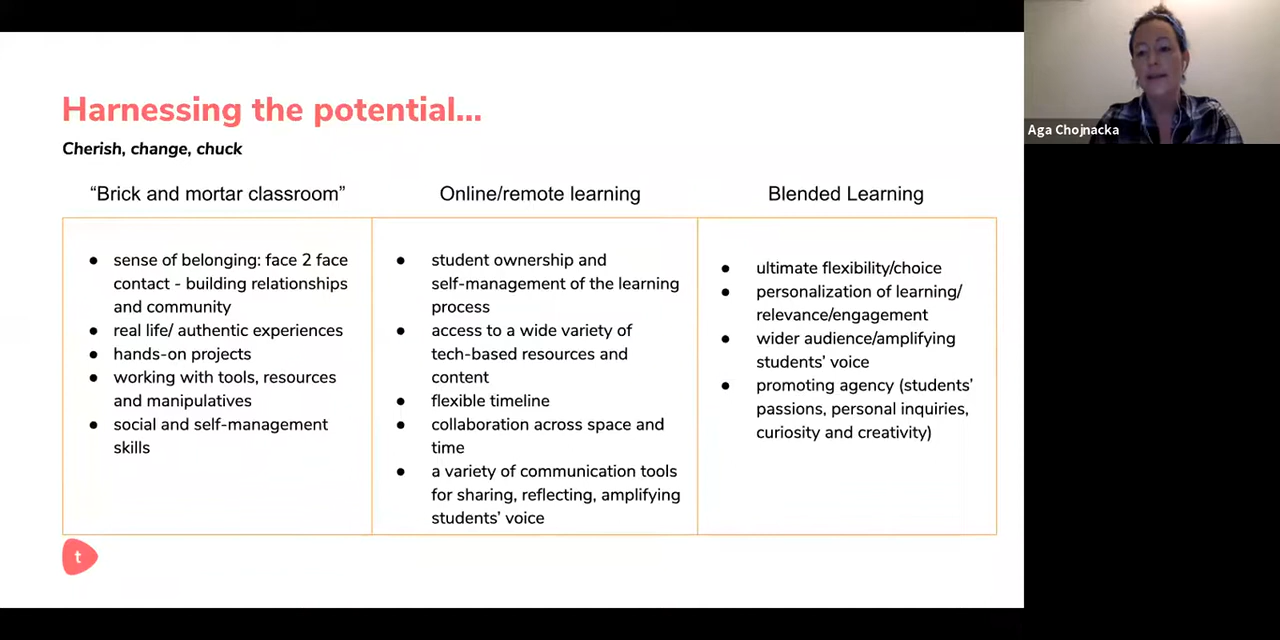 Harnessing the potential...
Cherish, change, chuck
“Brick and mortar classroom”
● sense of belonging: face 2 face
contact - building relationships
and community
● real life/ authentic experiences
● hands-on projects
● working with tools, resources
and manipulatives
● social and self-management
skills
Online/remote learning
● student ownership and
self-management of the learning
process
● access to a wide variety of
tech-based resources and
content
● flexible timeline
● collaboration across space and
time
● a variety of communication tools
for sharing, reflecting, amplifying
students’ voice
Blended Learning
● ultimate flexibility/choice
● personalization of learning/
relevance/engagement
● wider audience/amplifying
students’ voice
● promoting agency (students’
passions, personal inquiries,
curiosity and creativity)
t
Aga Chojnacka